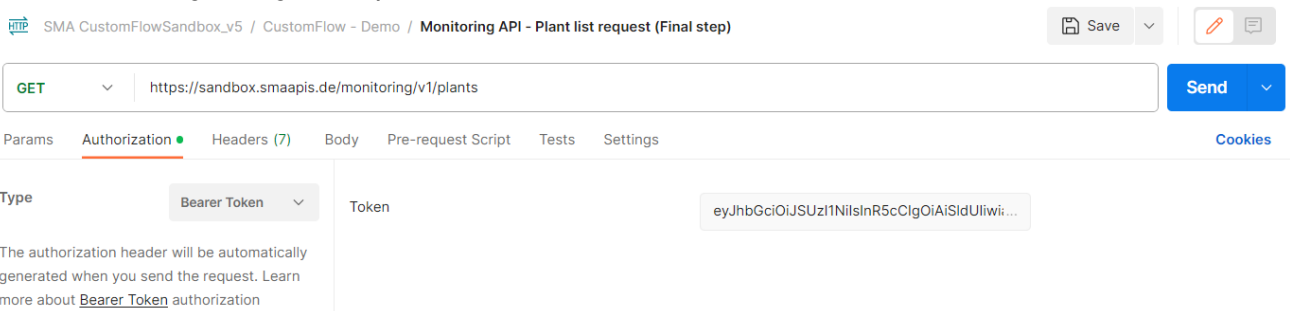 HTTP SMA CustomFlowSandbox_v5 / CustomFlow - Demo / Monitoring API - Plant list request (Final step) Save
GET https://sandbox.smaapis.de/monitoring/v1/plants Send
Params Authorization Headers (7) Body Pre-request Script Tests Settings Cookies
Type Bearer Token Token eyJhbGciOiJSUzI1NiIsInR5cCIgOiAiSldUIiwia...
The authorization header will be automatically
generated when you send the request. Learn
more about Bearer Token authorization